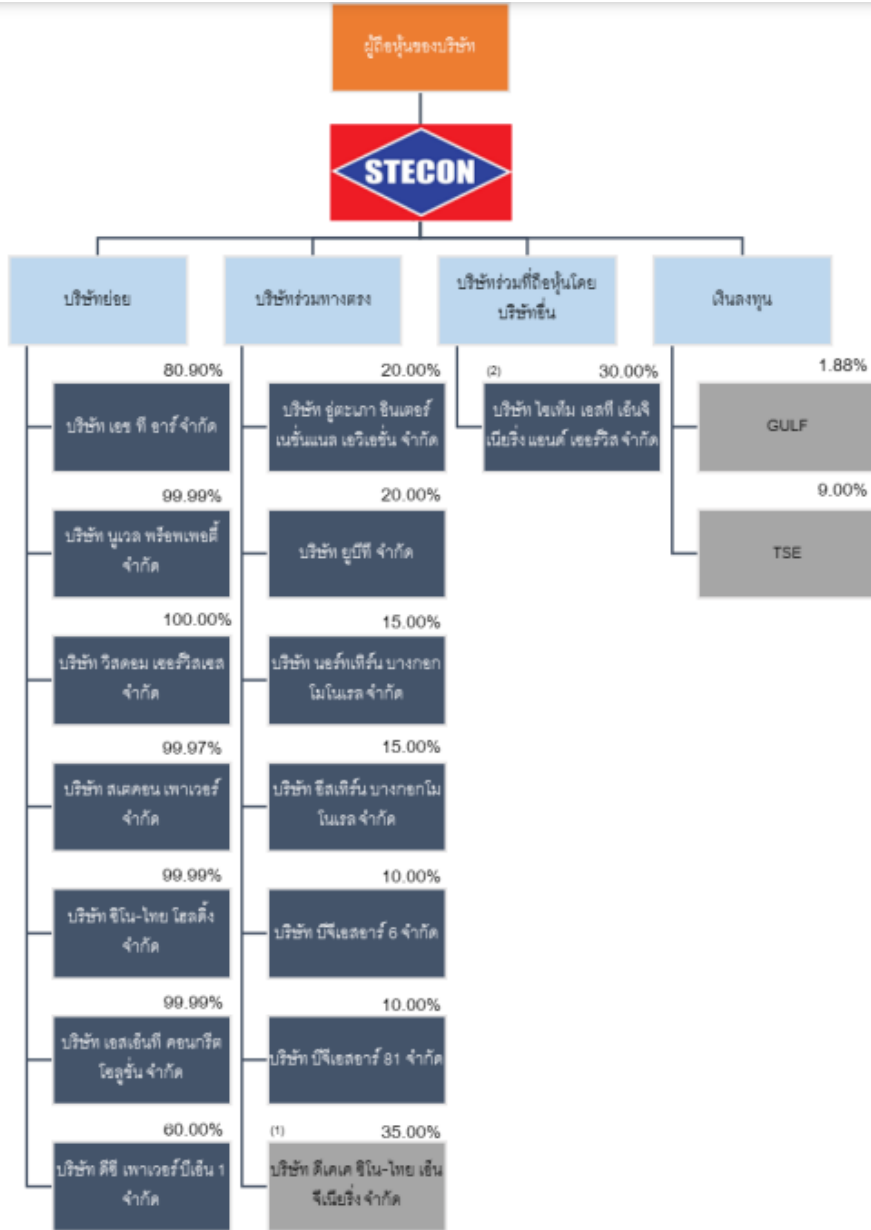 ผู้ถือหุ้นของบริษัท
STECON
บริษัทย่อย
80.90%
บริษัท เอช ที อาร์ จำกัด
99.99%
บริษัท นูเวล พร็อพเพอตี้
จำกัด
100.00%
บริษัท วิสดอม เซอร์วิสเซส
จำกัด
99.97%
บริษัท สเตคอน เพาเวอร์
จำกัด
99.99%
บริษัท ซิโน-ไทย โฮลดิ้ง
จำกัด
99.99%
บริษัท เอสเอ็นที คอนกรีต
โซลูชั่น จำกัด
60.00%
บริษัท ดีซี เพาเวอร์บีเอ็น 1
จำกัด
บริษัทร่วมทางตรง
20.00%
บริษัท อู่ตะเภา อินเตอร์
เนชั่นแนล เอวิเอชั่น จำกัด
20.00%
บริษัท ยูบีที จำกัด
15.00%
บริษัท นอร์ทเทิร์น บางกอก
โมโนเรล จำกัด
15.00%
บริษัท อีสเทิร์น บางกอกโม
โนเรล จำกัด
10.00%
บริษัท บีจีเอสอาร์ 6 จำกัด
10.00%
บริษัท บีจีเอสอาร์ 81 จำกัด
(1) 35.00%
บริษัท ดีเคเค ซิโน-ไทย เอ็น
จิเนียริ่ง จำกัด
บริษัทร่วมที่ถือหุ้นโดย
บริษัทอื่น
(2) 30.00%
บริษัท ไซเท็ม เอสที เอ็นจิ
เนียริ่ง แอนด์ เซอร์วิส จำกัด
เงินลงทุน
1.88%
GULF
9.00%
TSE